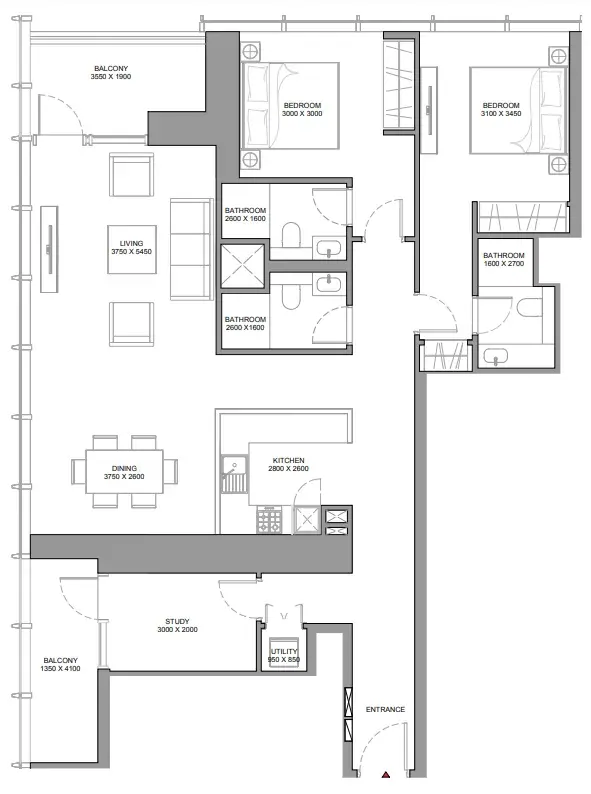 BALCONY
3550 X 1900
BEDROOM
3000 X 3000
BEDROOM
3100 X 3450
BATHROOM
2600 X 1600
LIVING
3750 X 5450
BATHROOM
1600 X 2700
BATHROOM
2600 X1600
DINING
3750 X 2600
KITCHEN
2800 X 2600
STUDY
3000 X 2000
BALCONY
1350 X 4100
UTILITY
950 X 850
ENTRANCE